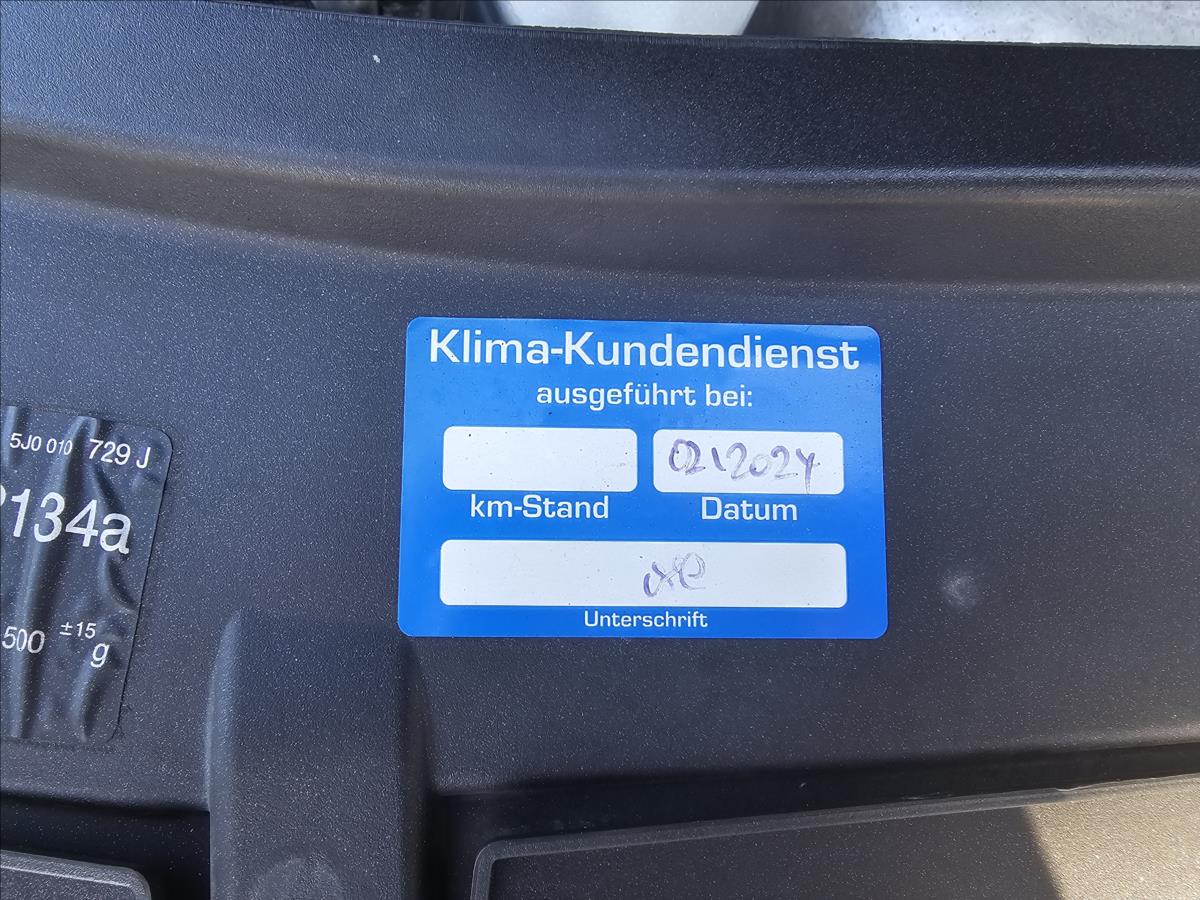 Klima-Kundendienst
ausgeführt bei:
02.2024
km-Stand
Datum
Unterschrift
5J0 010 729 J
134a
500 ±15 g